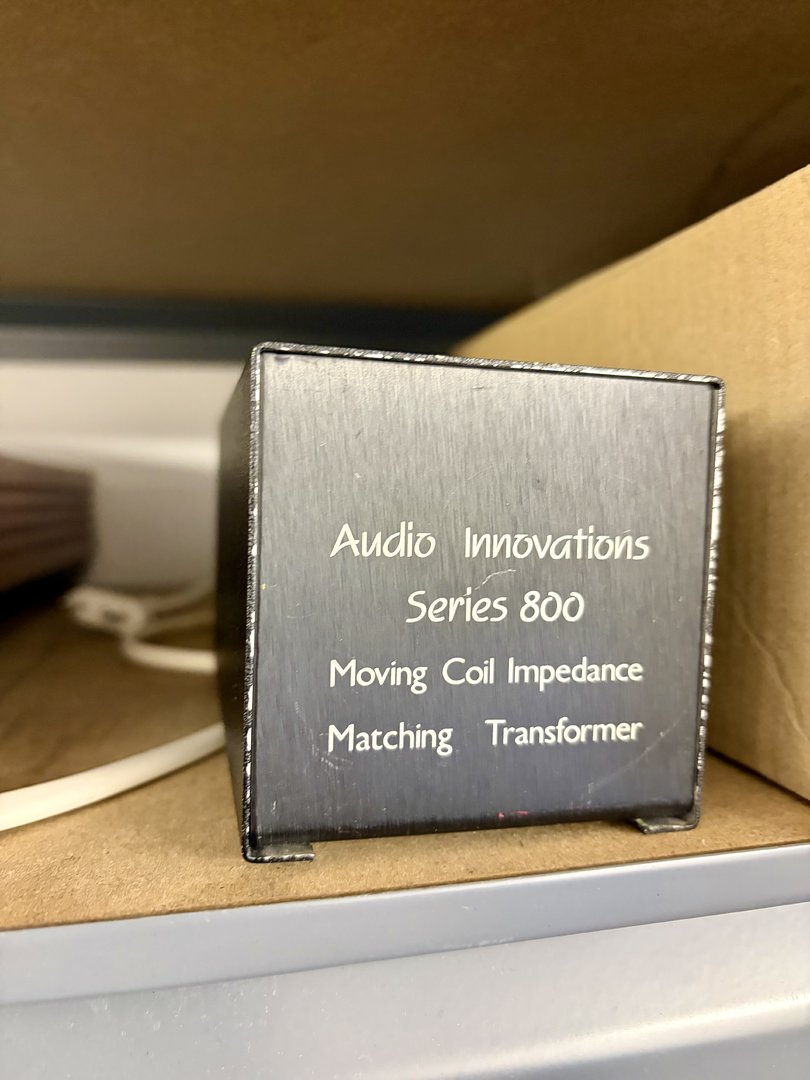 Audio Innovations
Series 800
Moving Coil Impedance
Matching Transformer